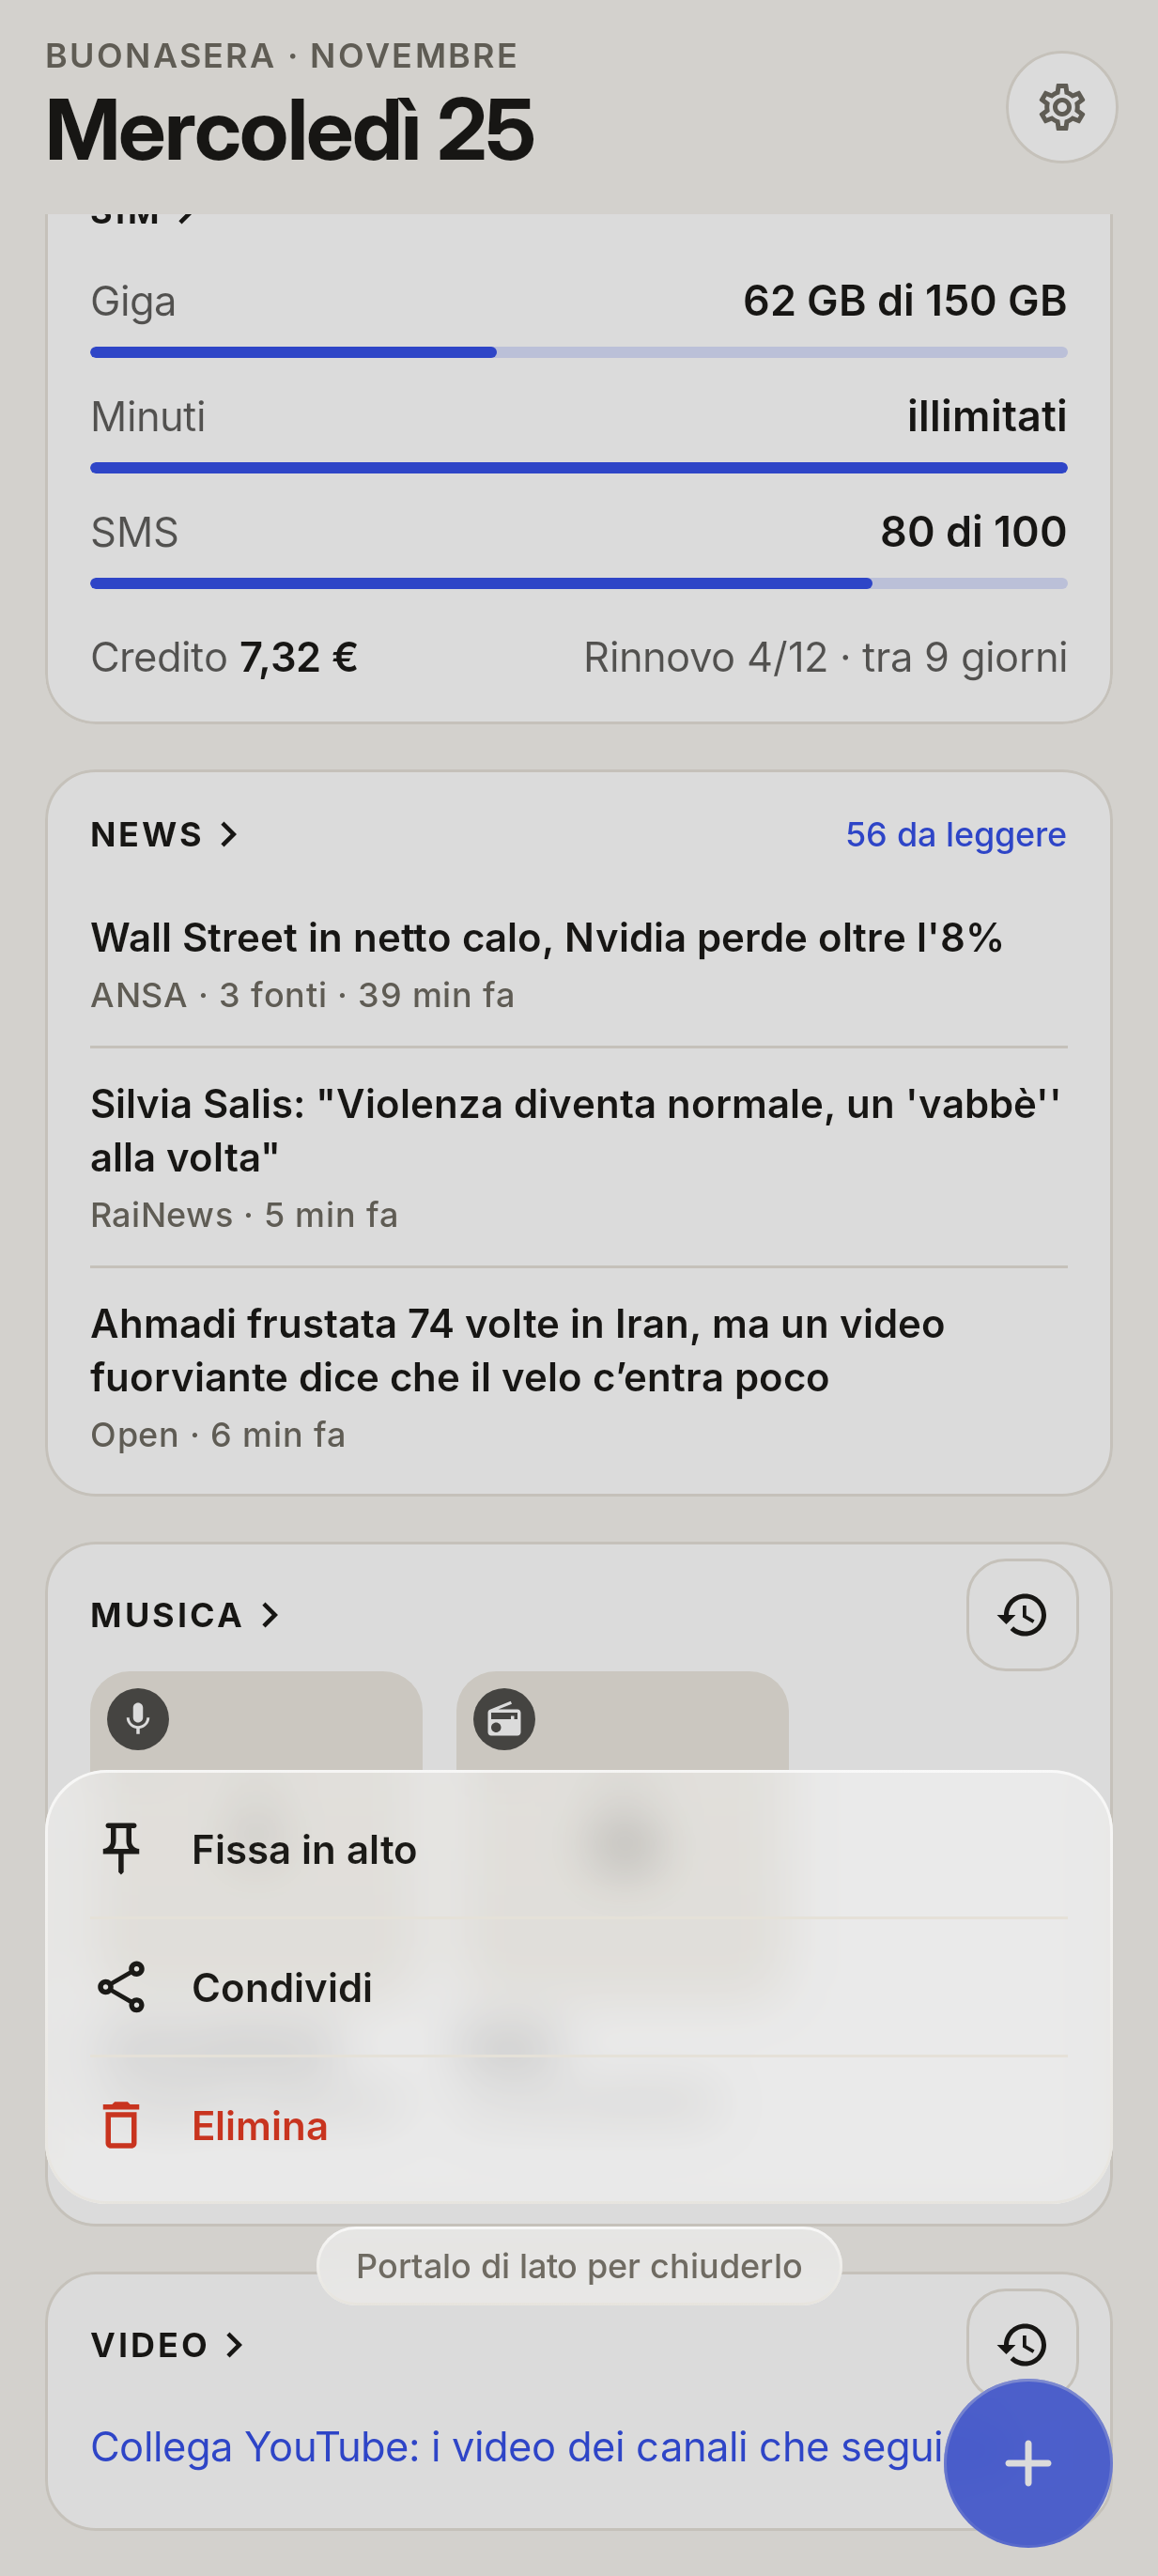 BUONASERA · NOVEMBRE
Mercoledì 25
SIM
Giga 62 GB di 150 GB
Minuti illimitati
SMS 80 di 100
Credito 7,32 € Rinnovo 4/12 · tra 9 giorni
NEWS 56 da leggere
Wall Street in netto calo, Nvidia perde oltre l'8%
ANSA · 3 fonti · 39 min fa
Silvia Salis: "Violenza diventa normale, un 'vabbè''
alla volta"
RaiNews · 5 min fa
Ahmadi frustata 74 volte in Iran, ma un video
fuorviante dice che il velo c’entra poco
Open · 6 min fa
MUSICA
Fissa in alto
Condividi
Elimina
Portalo di lato per chiuderlo
VIDEO
Collega YouTube: i video dei canali che segui